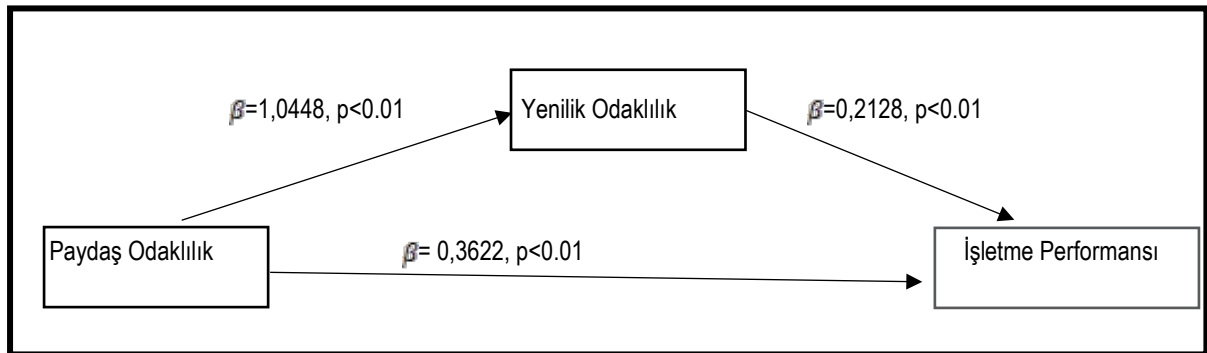 β=1,0448, p<0.01
Yenilik Odaklılık
β=0,2128, p<0.01
Paydaş Odaklılık
β= 0,3622, p<0.01
İşletme Performansı